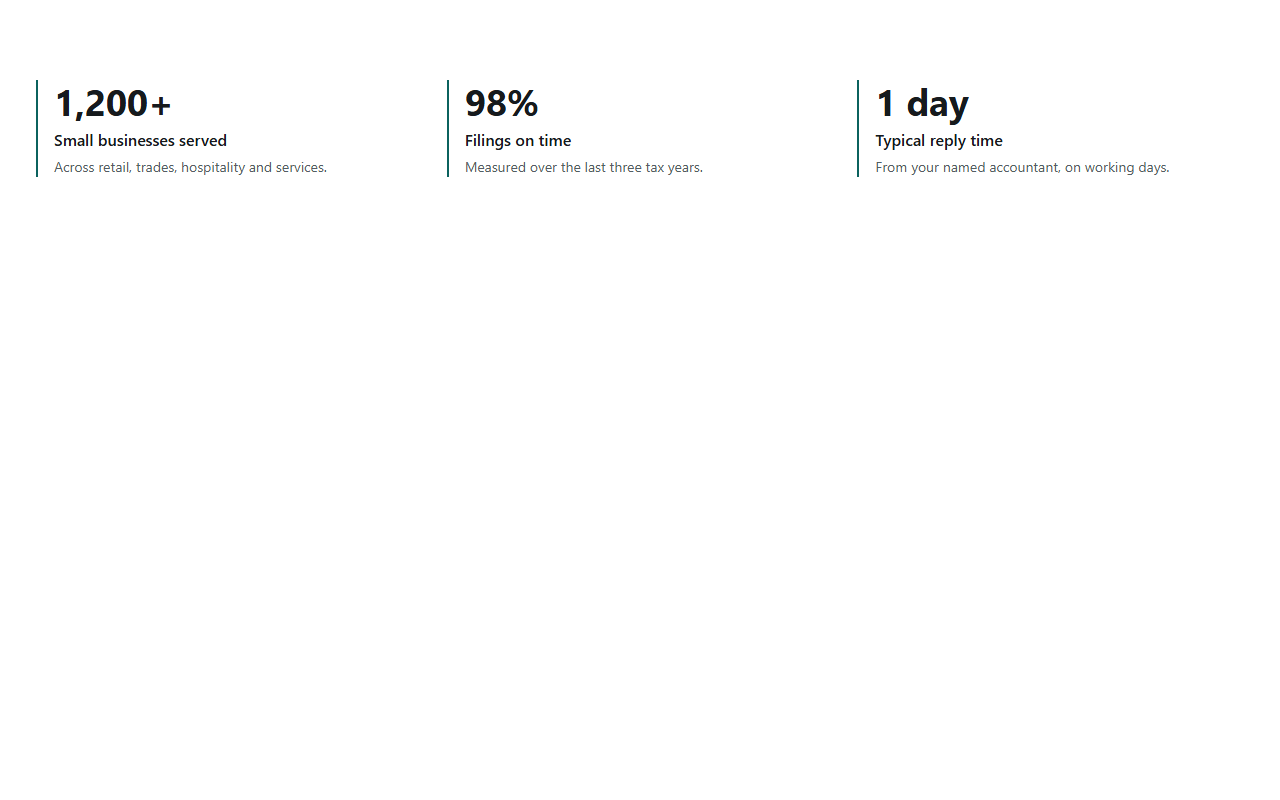 1,200+
Small businesses served
Across retail, trades, hospitality and services.
98%
Filings on time
Measured over the last three tax years.
1 day
Typical reply time
From your named accountant, on working days.